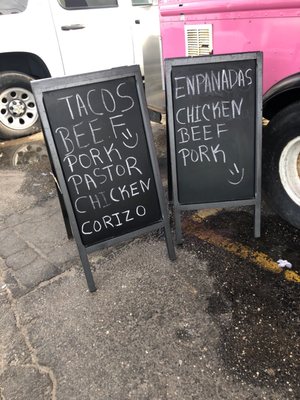 TACOS
BEEF
PORK
PASTOR
CHICKEN
CORIZO
ENPANADAS
CHICKEN
BEEF
PORK